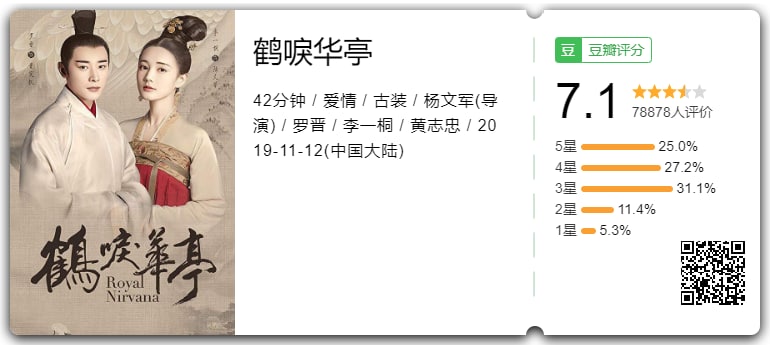 鹤唳華亭
Royal
Nirvana
鹤唳华亭
42分钟 / 爱情 / 古装 / 杨文军(导
演) / 罗晋 / 李一桐 / 黄志忠 / 20
19-11-12(中国大陆)
豆 豆瓣评分
7.1
78878人评价
5星 25.0%
4星 27.2%
3星 31.1%
2星 11.4%
1星 5.3%